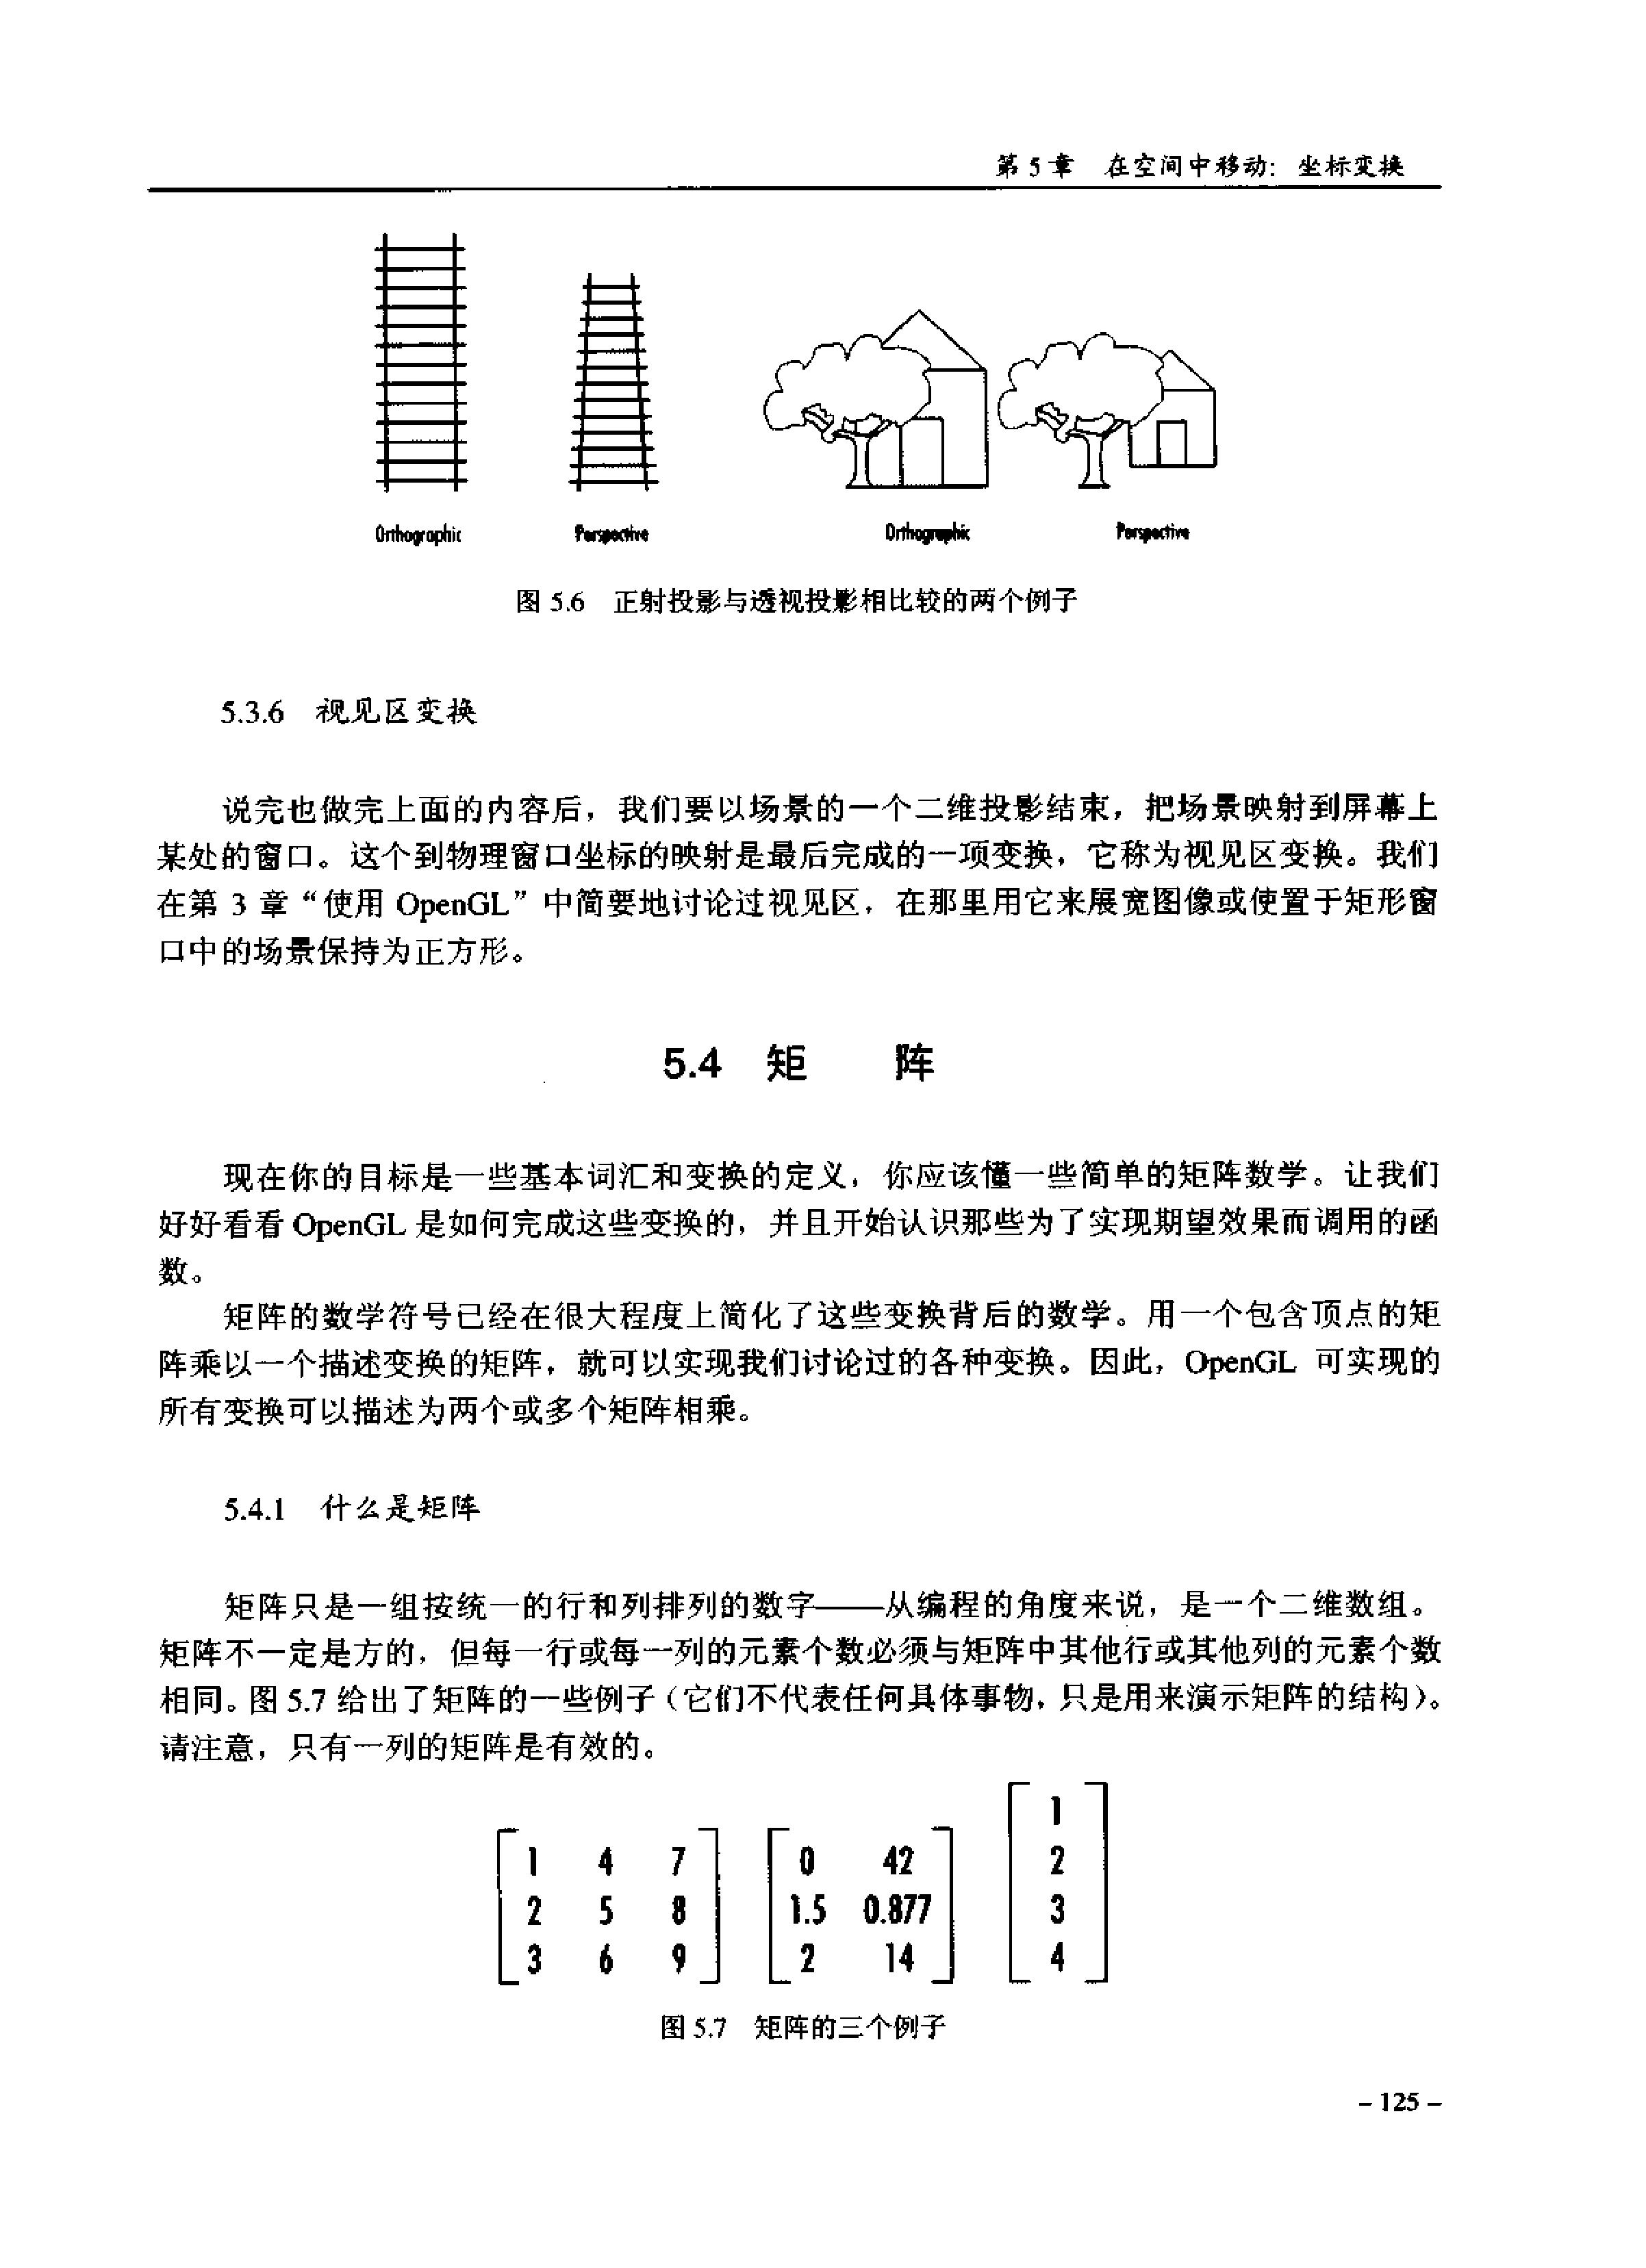 第 5 章 在空间中移动: 坐标变换
Orthographic Perspective Orthographic Perspective
图 5.6 正射投影与透视投影相比较的两个例子
5.3.6 视见区变换
说完也做完上面的内容后，我们要以场景的一个二维投影结束，把场景映射到屏幕上
某处的窗口。这个到物理窗口坐标的映射是最后完成的一项变换，它称为视见区变换。我们
在第 3 章“使用 OpenGL”中简要地讨论过视见区，在那里用它来展宽图像或使置于矩形窗
口中的场景保持为正方形。
5.4 矩 阵
现在你的目标是一些基本词汇和变换的定义，你应该懂一些简单的矩阵数学。让我们
好好看看 OpenGL 是如何完成这些变换的，并且开始认识那些为了实现期望效果而调用的函
数。
矩阵的数学符号已经在很大程度上简化了这些变换背后的数学。用一个包含顶点的矩
阵乘以一个描述变换的矩阵，就可以实现我们讨论过的各种变换。因此，OpenGL 可实现的
所有变换可以描述为两个或多个矩阵相乘。
5.4.1 什么是矩阵
矩阵只是一组按统一的行和列排列的数字——从编程的角度来说，是一个二维数组。
矩阵不一定是方的，但每一行或每一列的元素个数必须与矩阵中其他行或其他列的元素个数
相同。图 5.7 给出了矩阵的一些例子（它们不代表任何具体事物，只是用来演示矩阵的结构）。
请注意，只有一列的矩阵是有效的。
1
1 4 7 0 42 2
2 5 8 1.5 0.877 3
3 6 9 2 14 4
图 5.7 矩阵的三个例子
– 125 –